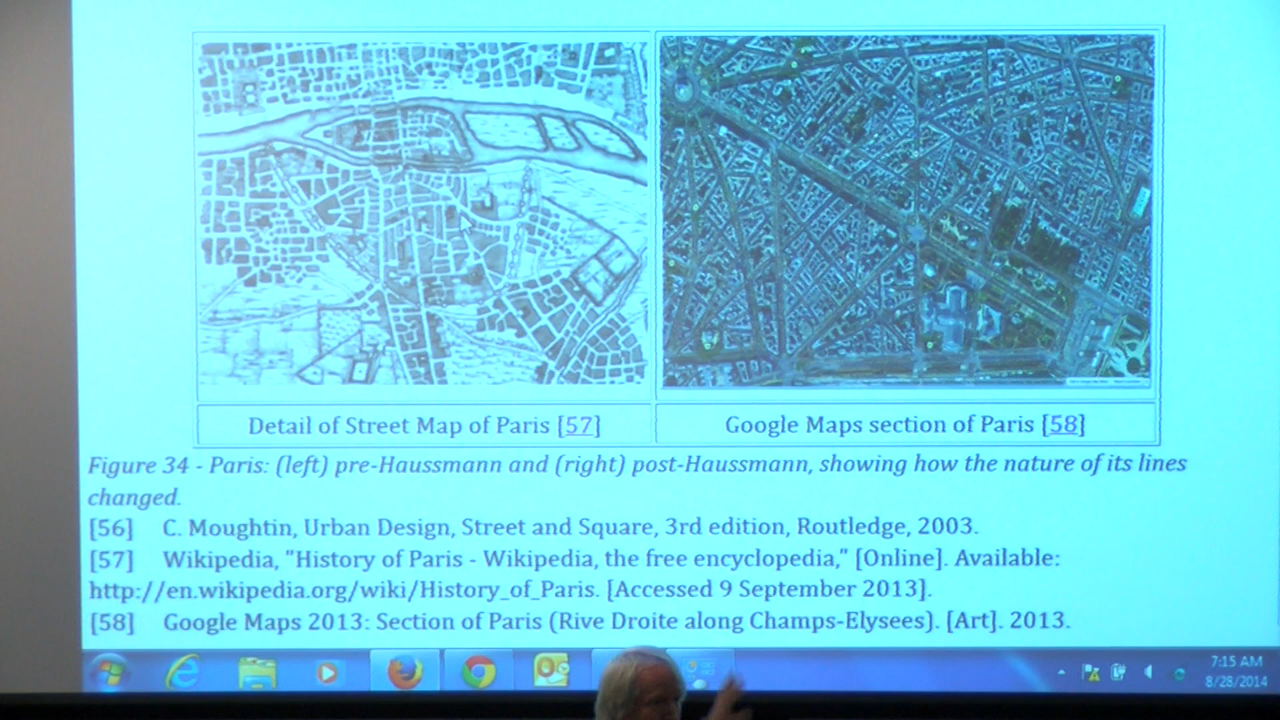 Detail of Street Map of Paris [57]
Google Maps section of Paris [58]
Figure 34 - Paris: (left) pre-Haussmann and (right) post-Haussmann, showing how the nature of its lines
changed.
[56] C. Moughtin, Urban Design, Street and Square, 3rd edition, Routledge, 2003.
[57] Wikipedia, "History of Paris - Wikipedia, the free encyclopedia," [Online]. Available:
http://en.wikipedia.org/wiki/History_of_Paris. [Accessed 9 September 2013].
[58] Google Maps 2013: Section of Paris (Rive Droite along Champs-Elysees). [Art]. 2013.
7:15 AM
8/28/2014